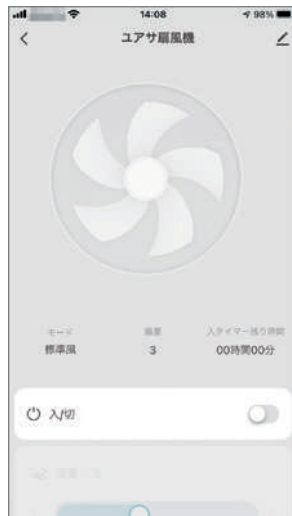 14:08 98%
ユアサ扇風機
モード 風量 入タイマー残り時間
標準風 3 00時間00分
入/切